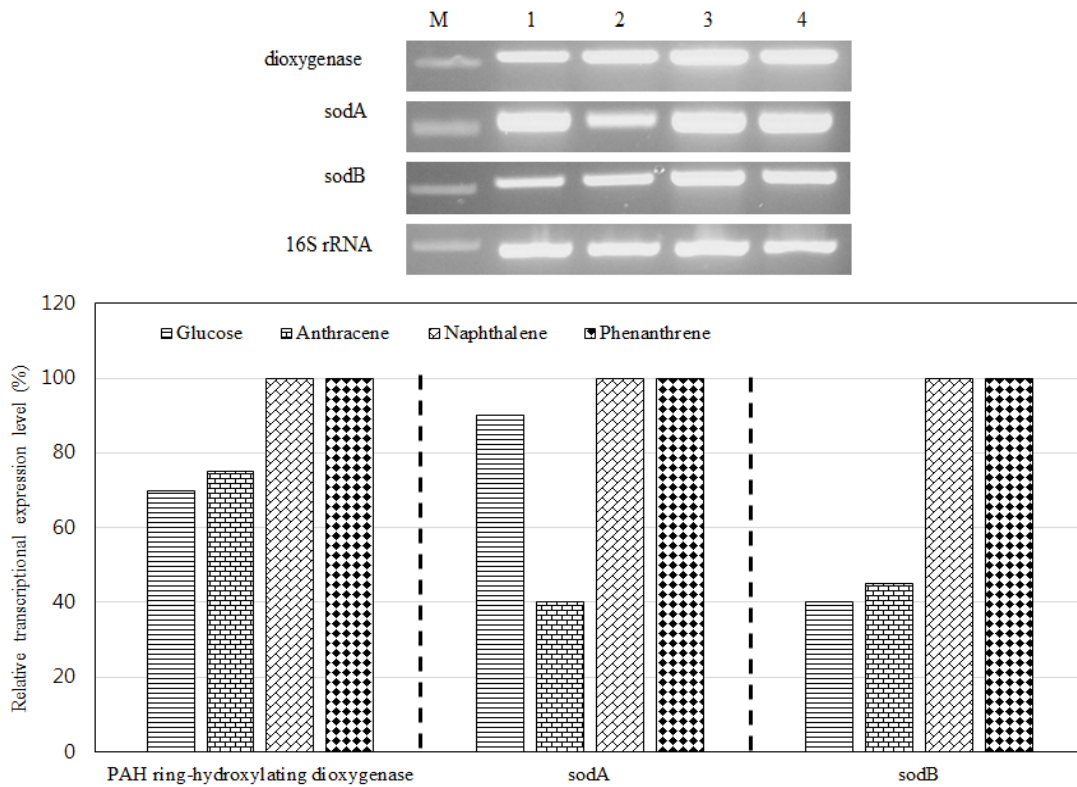 M 1 2 3 4
dioxygenase
sodA
sodB
16S rRNA
Relative transcriptional expression level (%)
120
Glucose Anthracene Naphthalene Phenanthrene
100
80
60
40
20
0
PAH ring-hydroxylating dioxygenase sodA sodB